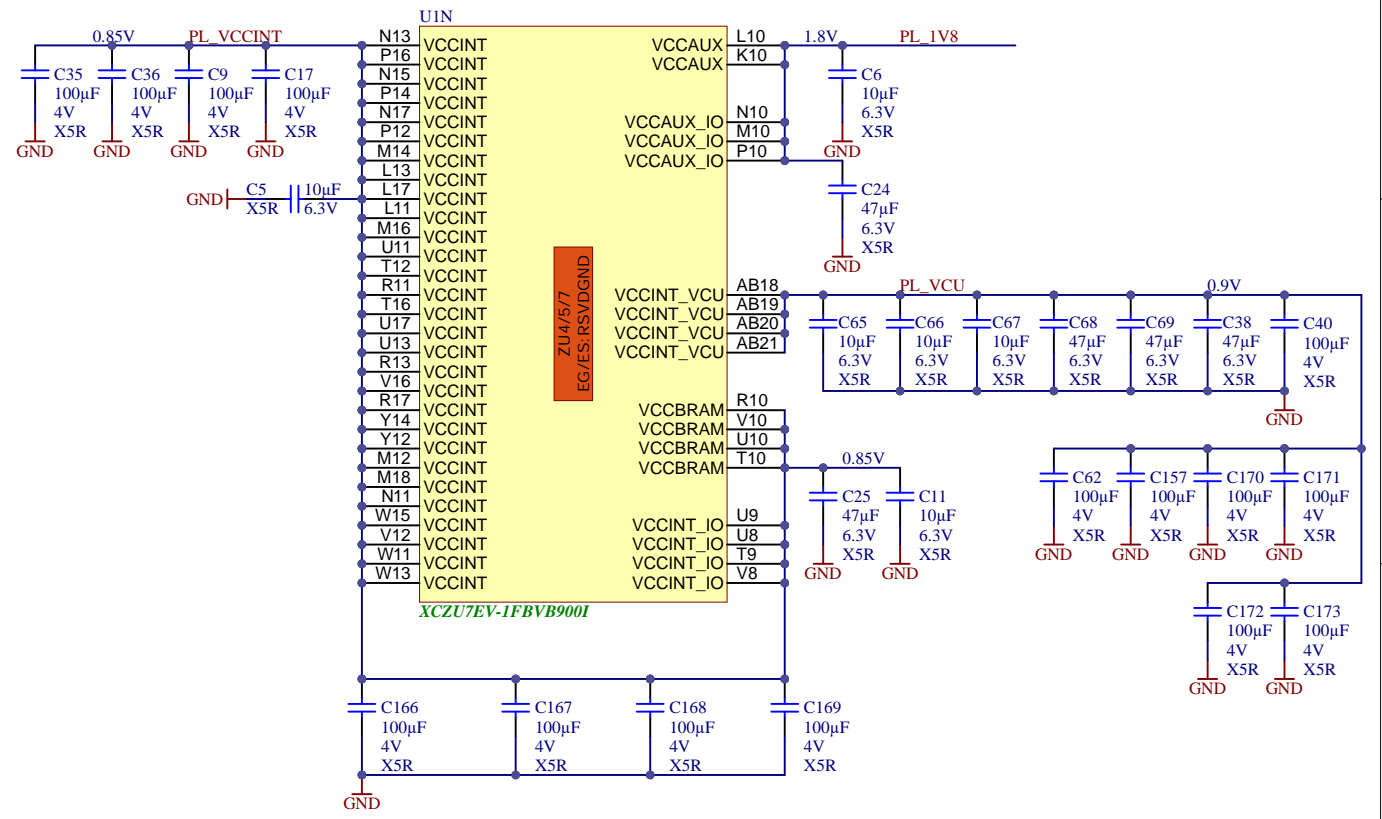 U1N
0.85V PL_VCCINT
C35
100µF
4V
X5R
GND
C36
100µF
4V
X5R
GND
C9
100µF
4V
X5R
GND
C17
100µF
4V
X5R
GND
GND C5 10µF
X5R 6.3V
N13 VCCINT
P16 VCCINT
N15 VCCINT
P14 VCCINT
N17 VCCINT
P12 VCCINT
M14 VCCINT
L13 VCCINT
L17 VCCINT
L11 VCCINT
M16 VCCINT
U11 VCCINT
T12 VCCINT
R11 VCCINT
T16 VCCINT
U17 VCCINT
U13 VCCINT
R13 VCCINT
V16 VCCINT
R17 VCCINT
Y14 VCCINT
Y12 VCCINT
M12 VCCINT
M18 VCCINT
N11 VCCINT
W15 VCCINT
V12 VCCINT
W11 VCCINT
W13 VCCINT
ZU4/5/7
EG/ES: RSVDGND
VCCAUX L10
VCCAUX K10
VCCAUX_IO N10
VCCAUX_IO M10
VCCAUX_IO P10
VCCINT_VCU AB18
VCCINT_VCU AB19
VCCINT_VCU AB20
VCCINT_VCU AB21
VCCBRAM R10
VCCBRAM V10
VCCBRAM U10
VCCBRAM T10
VCCINT_IO U9
VCCINT_IO U8
VCCINT_IO T9
VCCINT_IO V8
XCZU7EV-1FBVB900I
1.8V PL_1V8
C6
10µF
6.3V
X5R
GND
C24
47µF
6.3V
X5R
GND
PL_VCU 0.9V
C65
10µF
6.3V
X5R
C66
10µF
6.3V
X5R
C67
10µF
6.3V
X5R
C68
47µF
6.3V
X5R
C69
47µF
6.3V
X5R
C38
47µF
6.3V
X5R
C40
100µF
4V
X5R
GND
0.85V
C25
47µF
6.3V
X5R
GND
C11
10µF
6.3V
X5R
GND
C62
100µF
4V
X5R
GND
C157
100µF
4V
X5R
GND
C170
100µF
4V
X5R
GND
C171
100µF
4V
X5R
GND
C172
100µF
4V
X5R
GND
C173
100µF
4V
X5R
GND
C166
100µF
4V
X5R
GND
C167
100µF
4V
X5R
C168
100µF
4V
X5R
C169
100µF
4V
X5R